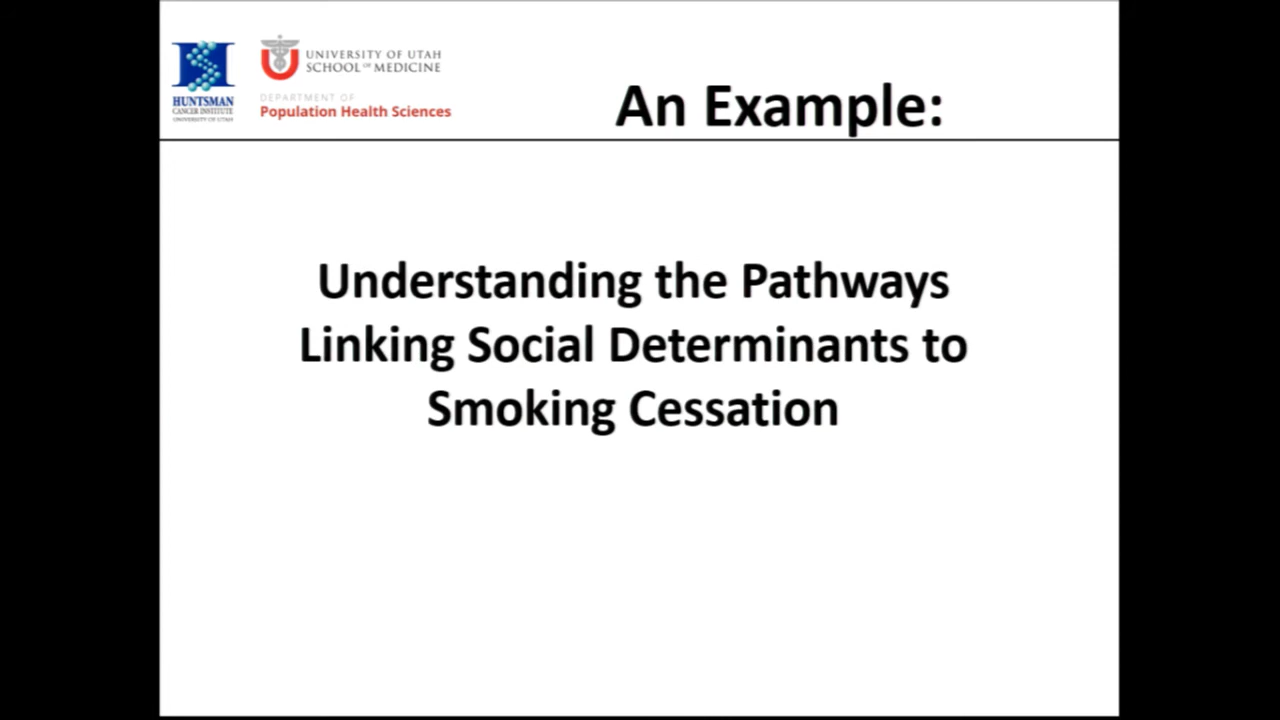 HUNTSMAN
CANCER INSTITUTE
UNIVERSITY OF UTAH
UNIVERSITY OF UTAH
SCHOOL OF MEDICINE
DEPARTMENT OF
Population Health Sciences
An Example:
Understanding the Pathways
Linking Social Determinants to
Smoking Cessation